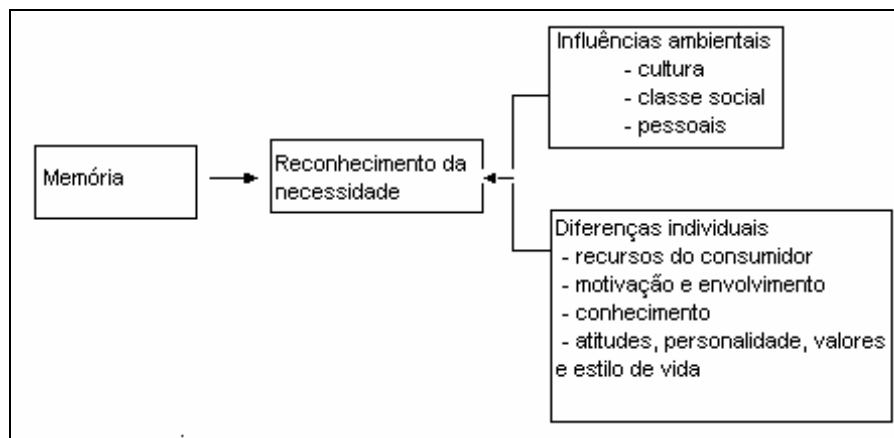 Memória
Reconhecimento da
necessidade
Influências ambientais
- cultura
- classe social
- pessoais
Diferenças individuais
- recursos do consumidor
- motivação e envolvimento
- conhecimento
- atitudes, personalidade, valores
e estilo de vida